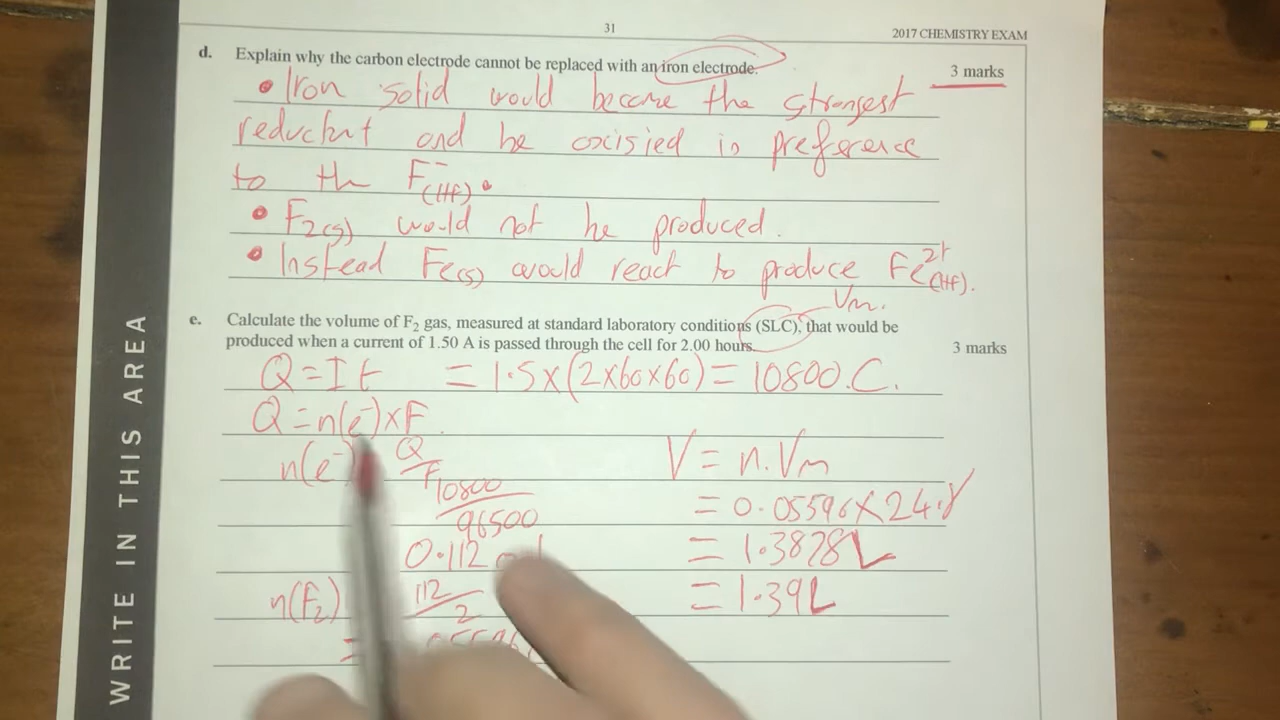 31
2017 CHEMISTRY EXAM
d. Explain why the carbon electrode cannot be replaced with an iron electrode. 3 marks
• Iron solid would become the strongest
reductant and be oxisied in preference
to th F⁻(HF).
• F₂(g) would not be produced.
• Instead Fe(s) would react to produce Fe²⁺(HF).
Vm.
e. Calculate the volume of F₂ gas, measured at standard laboratory conditions (SLC), that would be
produced when a current of 1.50 A is passed through the cell for 2.00 hours. 3 marks
Q = It = 1.5 × (2×60×60) = 10800.C.
Q = n(e⁻) × F.
n(e⁻) Q/F
10800/96500
0.112
n(F₂) 112/2
=
V = n.Vm
= 0.05596 × 24.8
= 1.3878L
= 1.39L
WRITE IN THIS AREA